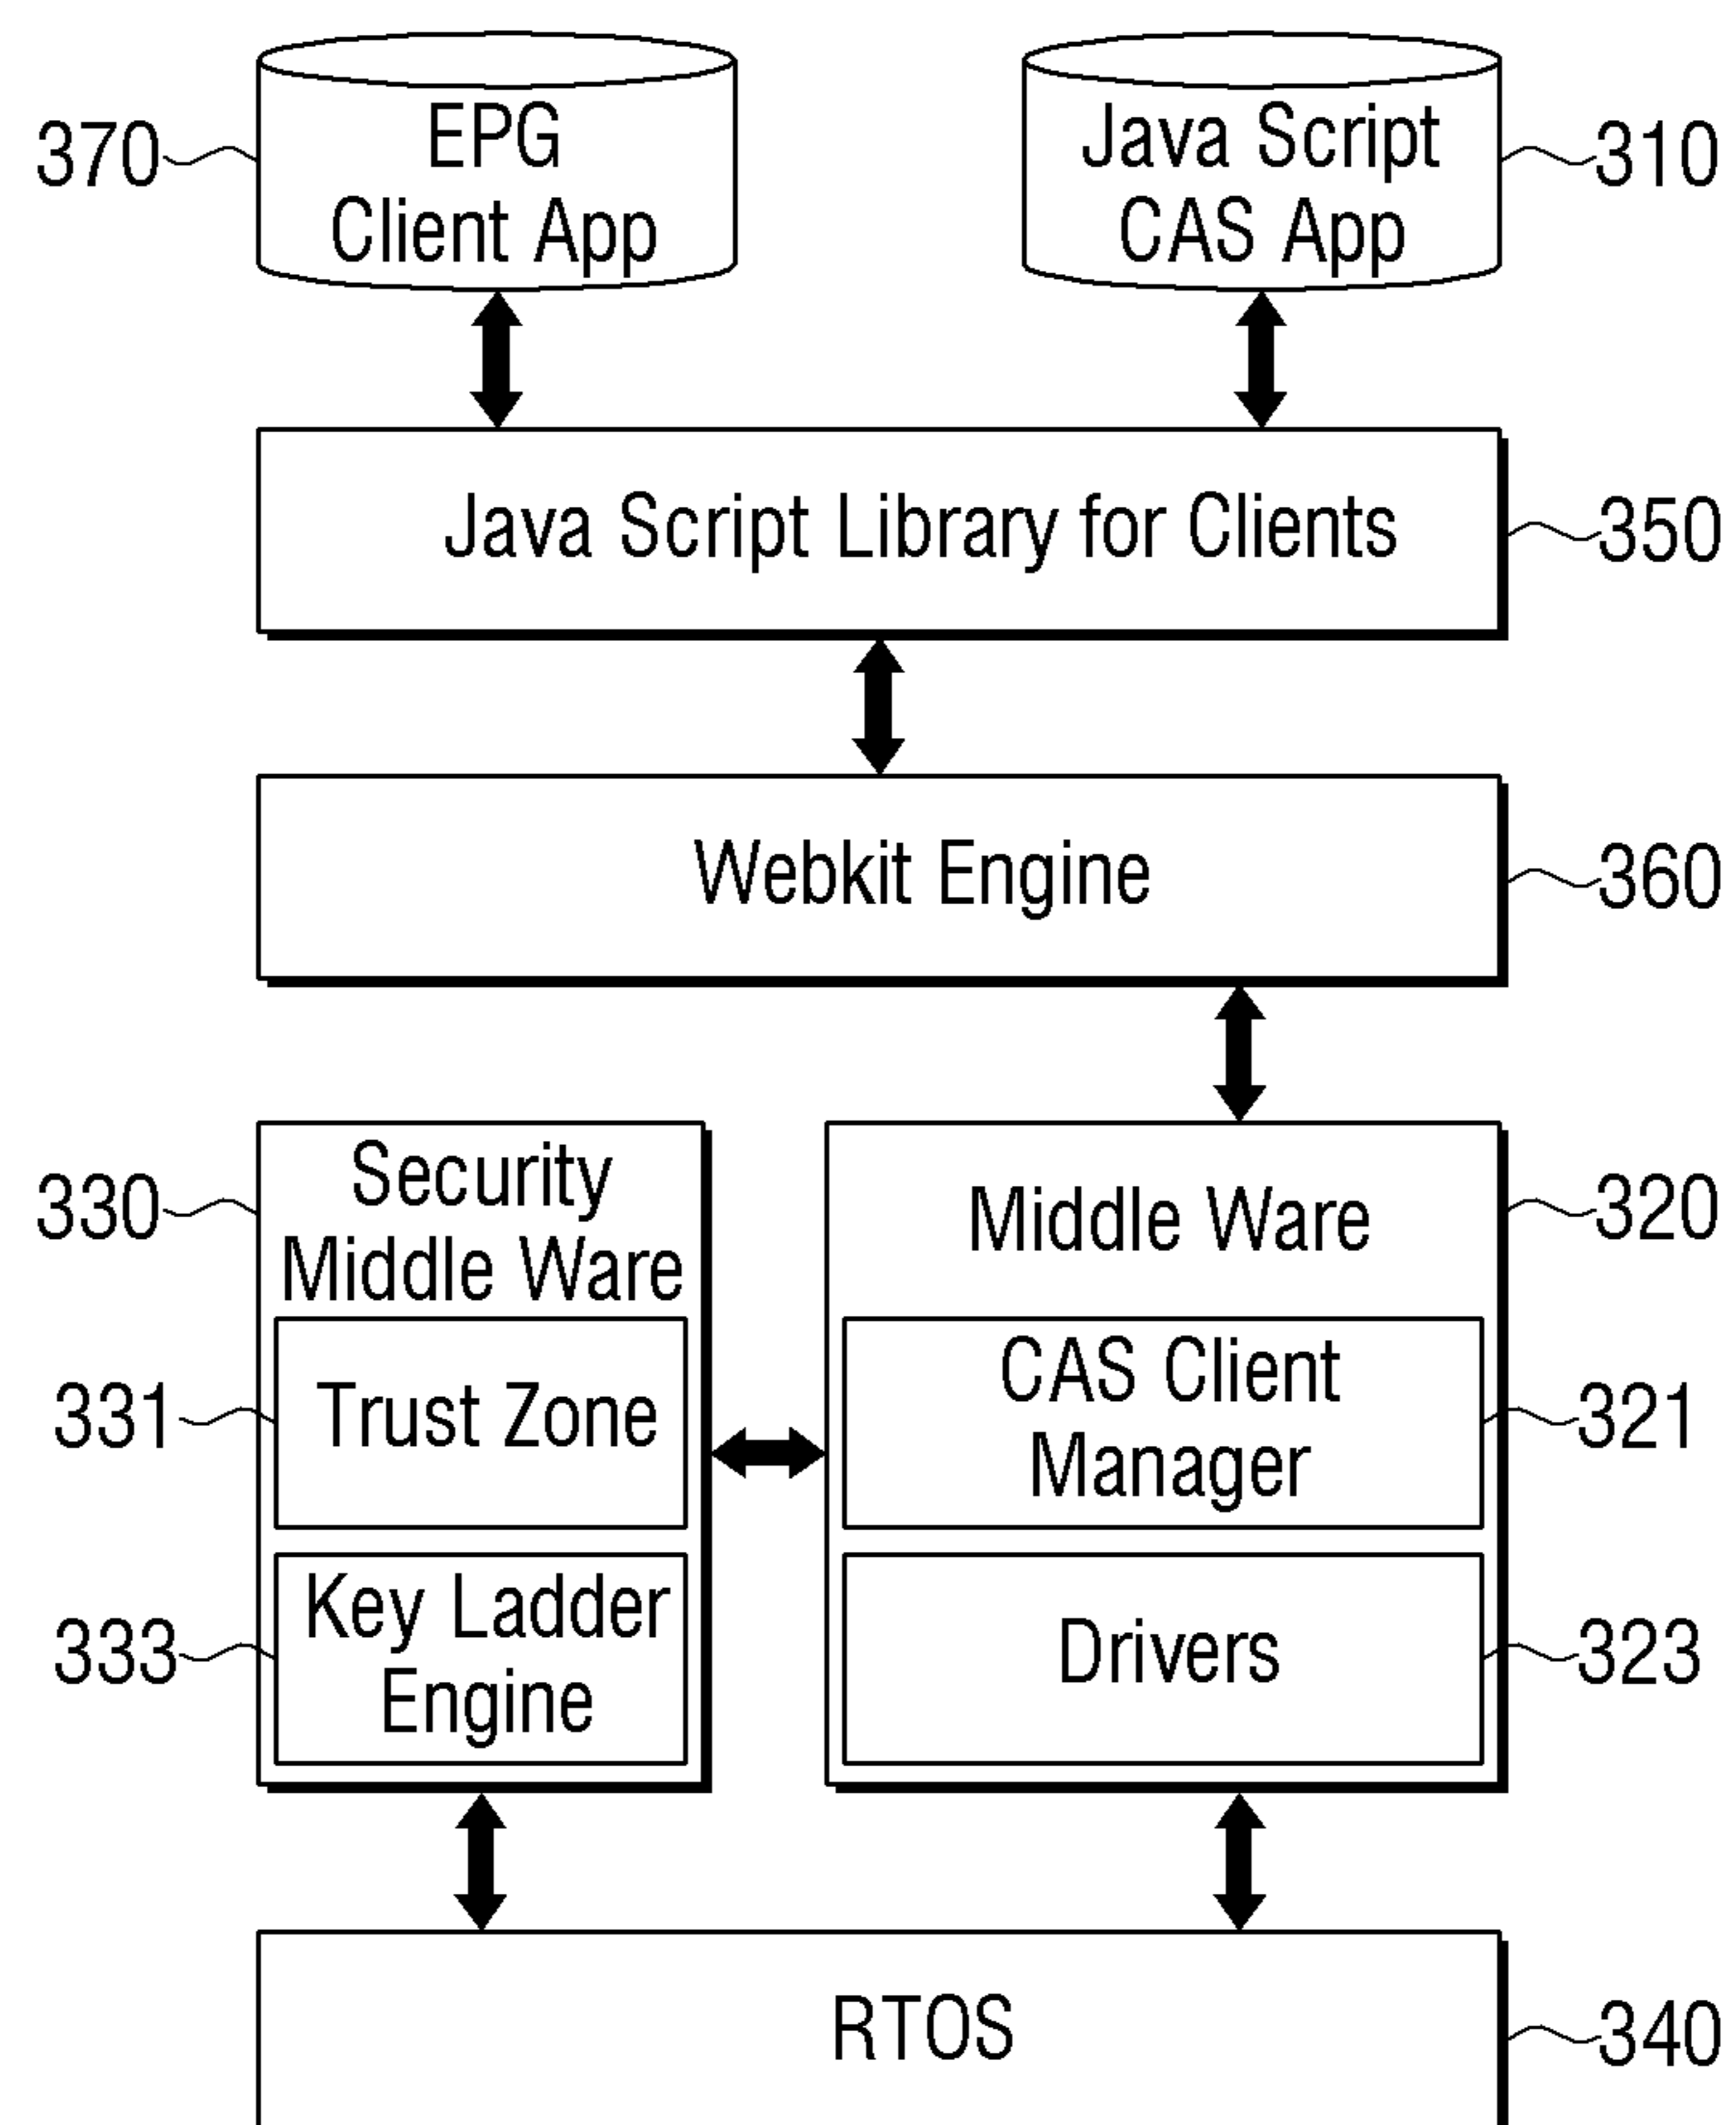 370
EPG
Client App
Java Script
CAS App
310
Java Script Library for Clients
350
Webkit Engine
360
330
Security
Middle Ware
Middle Ware
320
331
Trust Zone
CAS Client
Manager
321
333
Key Ladder
Engine
Drivers
323
RTOS
340